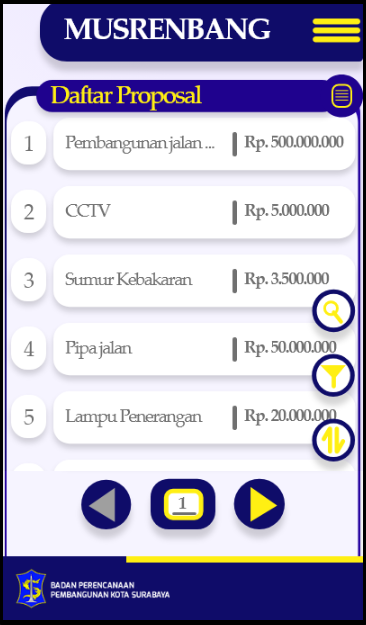 MUSRENBANG
Daftar Proposal
1 Pembangunan jalan ... Rp. 500.000.000
2 CCTV Rp. 5.000.000
3 Sumur Kebakaran Rp. 3.500.000
4 Pipa jalan Rp. 50.000.000
5 Lampu Penerangan Rp. 20.000.000
1
BADAN PERENCANAAN
PEMBANGUNAN KOTA SURABAYA